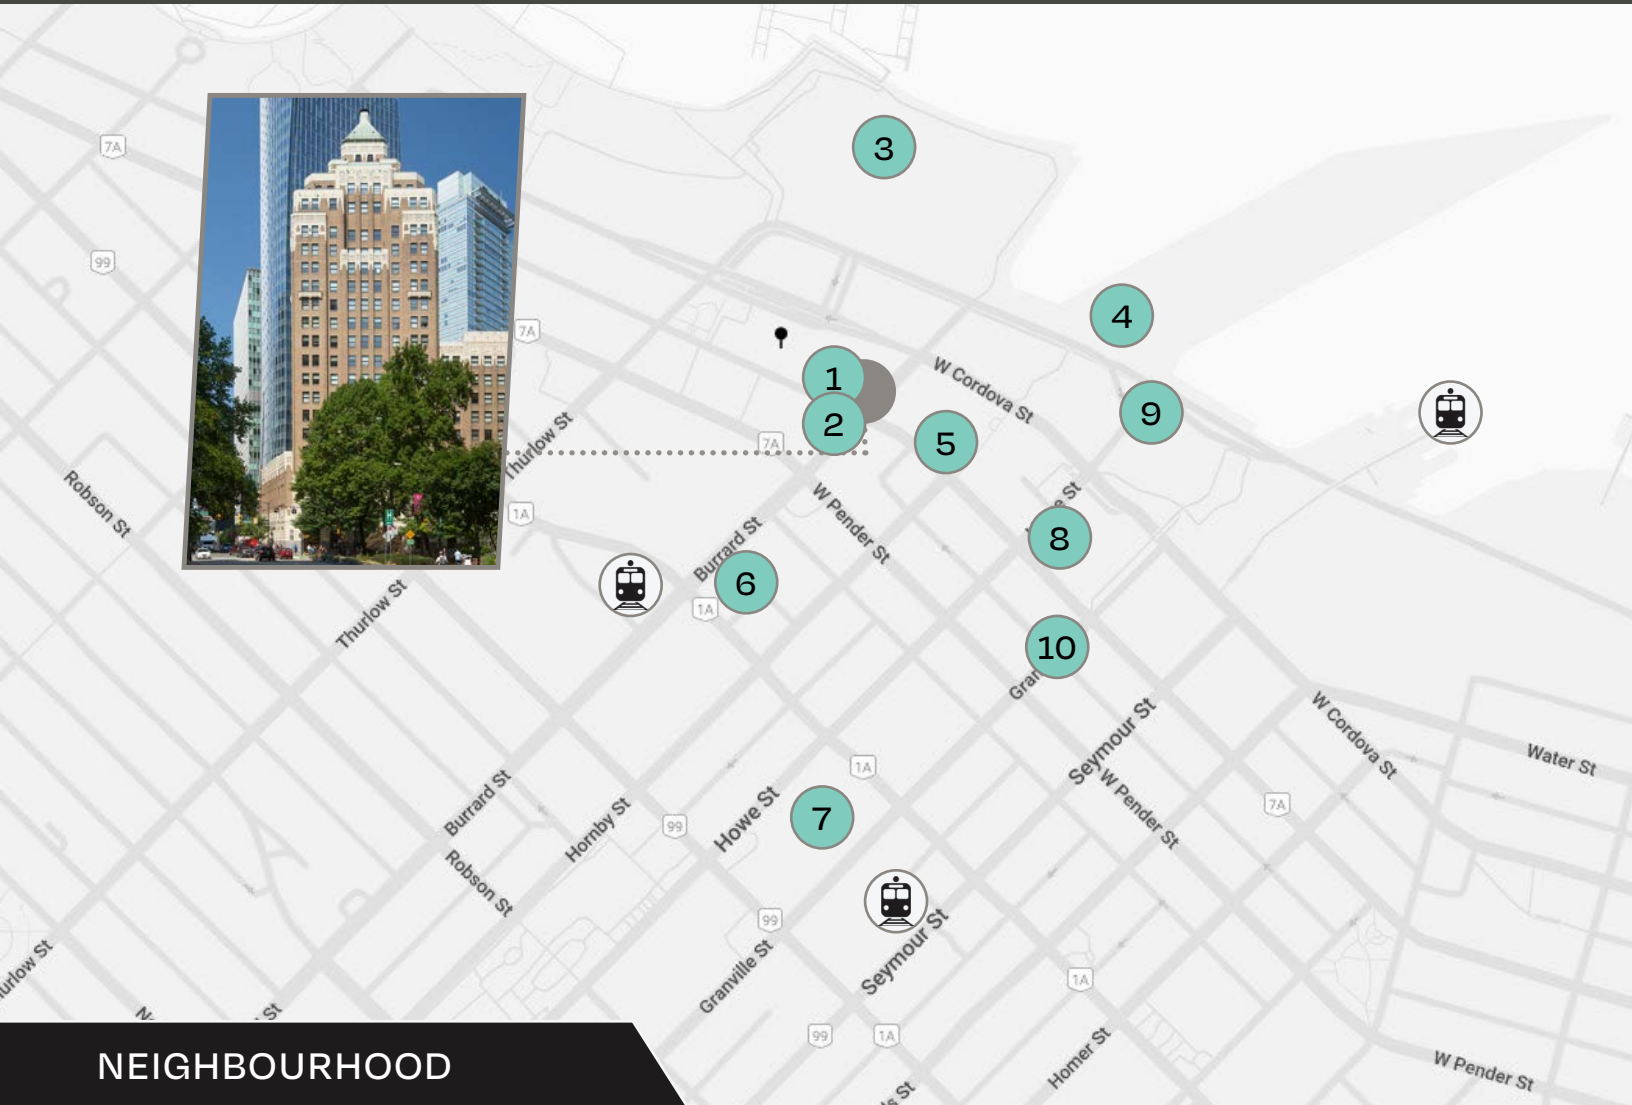 7A
99
3
4
7A
W Cordova St
1
2
9
5
7A
Thurlow St
Robson St
W Pender St
St
1A
Burrard St
8
6
1A
Thurlow St
10
Seymour St
W Cordova St
Water St
1A
W Pender St
7A
Burrard St
Hornby St
99
Howe St
7
Robson St
99
Seymour St
Granville St
1A
99
1A
Homer St
W Pender St
St
NEIGHBOURHOOD